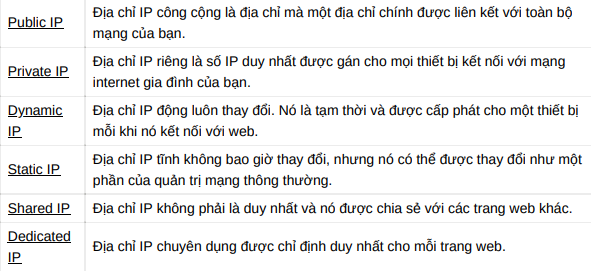 Public IP
Địa chỉ IP công cộng là địa chỉ mà một địa chỉ chính được liên kết với toàn bộ
mạng của bạn.
Private IP
Địa chỉ IP riêng là số IP duy nhất được gán cho mọi thiết bị kết nối với mạng
internet gia đình của bạn.
Dynamic
IP
Địa chỉ IP động luôn thay đổi. Nó là tạm thời và được cấp phát cho một thiết bị
mỗi khi nó kết nối với web.
Static IP
Địa chỉ IP tĩnh không bao giờ thay đổi, nhưng nó có thể được thay đổi như một
phần của quản trị mạng thông thường.
Shared IP
Địa chỉ IP không phải là duy nhất và nó được chia sẻ với các trang web khác.
Dedicated
IP
Địa chỉ IP chuyên dụng được chỉ định duy nhất cho mỗi trang web.